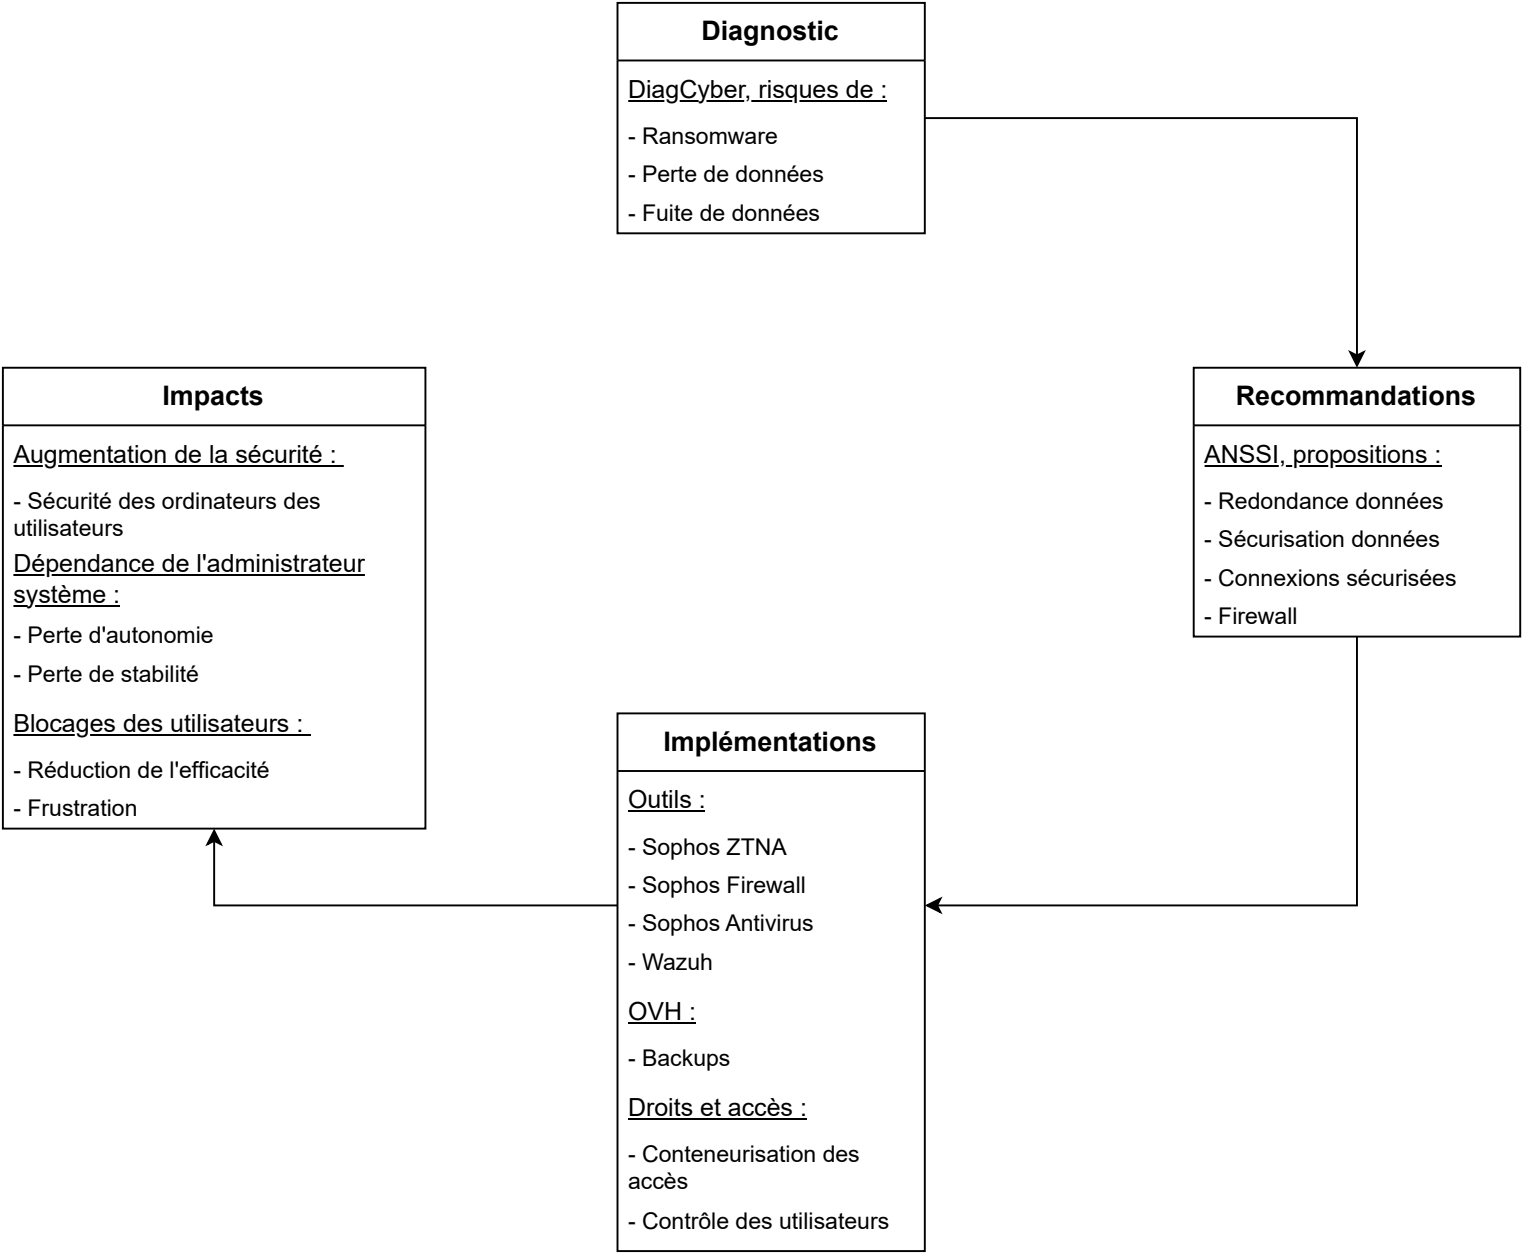 Diagnostic
DiagCyber, risques de :
- Ransomware
- Perte de données
- Fuite de données
Recommandations
ANSSI, propositions :
- Redondance données
- Sécurisation données
- Connexions sécurisées
- Firewall
Implémentations
Outils :
- Sophos ZTNA
- Sophos Firewall
- Sophos Antivirus
- Wazuh
OVH :
- Backups
Droits et accès :
- Conteneurisation des
accès
- Contrôle des utilisateurs
Impacts
Augmentation de la sécurité :
- Sécurité des ordinateurs des
utilisateurs
Dépendance de l'administrateur
système :
- Perte d'autonomie
- Perte de stabilité
Blocages des utilisateurs :
- Réduction de l'efficacité
- Frustration